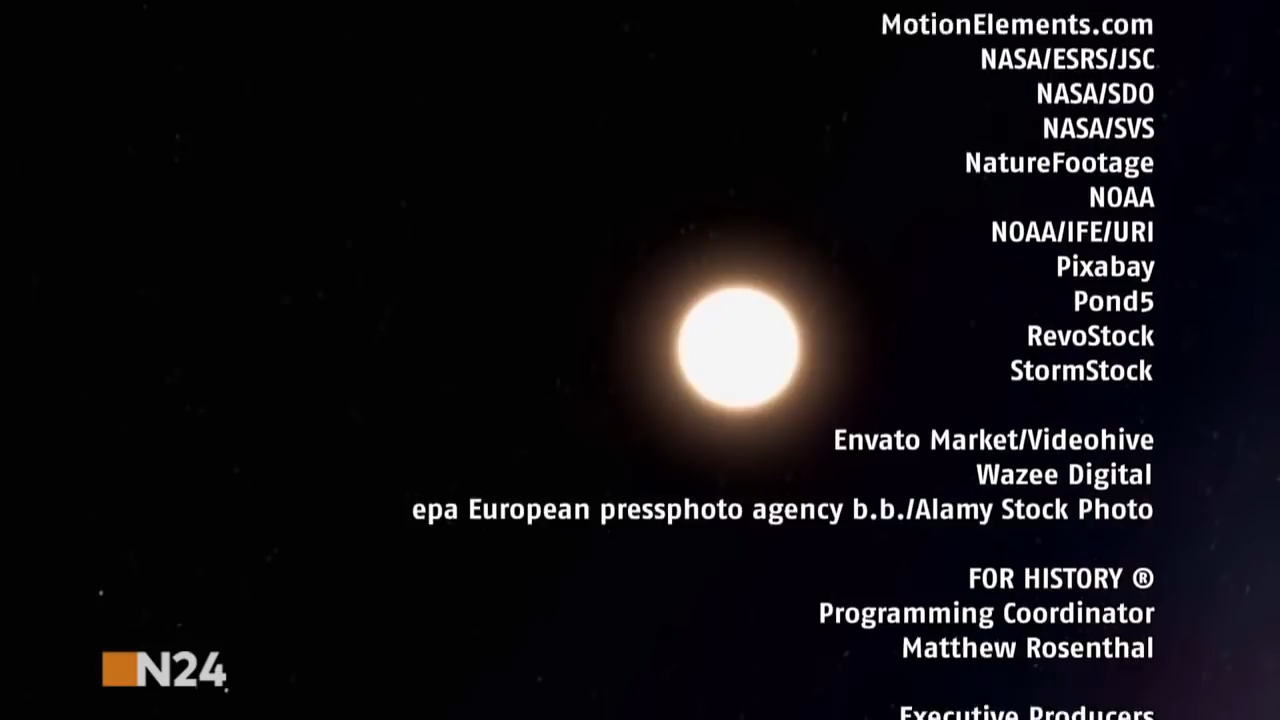 MotionElements.com
NASA/ESRS/JSC
NASA/SDO
NASA/SVS
NatureFootage
NOAA
NOAA/IFE/URI
Pixabay
Pond5
RevoStock
StormStock
Envato Market/Videohive
Wazee Digital
epa European pressphoto agency b.b./Alamy Stock Photo
FOR HISTORY ®
Programming Coordinator
Matthew Rosenthal
N24
Executive Producers